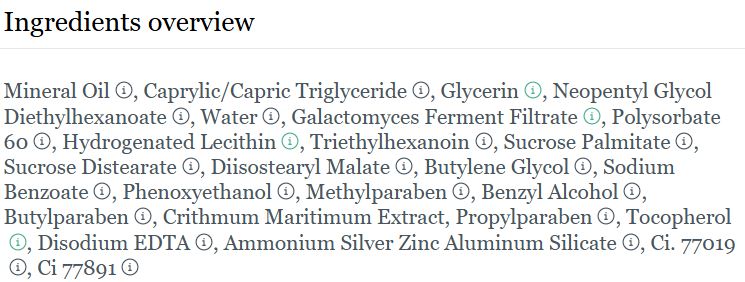 Ingredients overview
Mineral Oil ⓘ, Caprylic/Capric Triglyceride ⓘ, Glycerin ⓘ, Neopentyl Glycol
Diethylhexanoate ⓘ, Water ⓘ, Galactomyces Ferment Filtrate ⓘ, Polysorbate
60 ⓘ, Hydrogenated Lecithin ⓘ, Triethylhexanoin ⓘ, Sucrose Palmitate ⓘ,
Sucrose Distearate ⓘ, Diisostearyl Malate ⓘ, Butylene Glycol ⓘ, Sodium
Benzoate ⓘ, Phenoxyethanol ⓘ, Methylparaben ⓘ, Benzyl Alcohol ⓘ,
Butylparaben ⓘ, Crithmum Maritimum Extract, Propylparaben ⓘ, Tocopherol
ⓘ, Disodium EDTA ⓘ, Ammonium Silver Zinc Aluminum Silicate ⓘ, Ci. 77019
ⓘ, Ci 77891 ⓘ